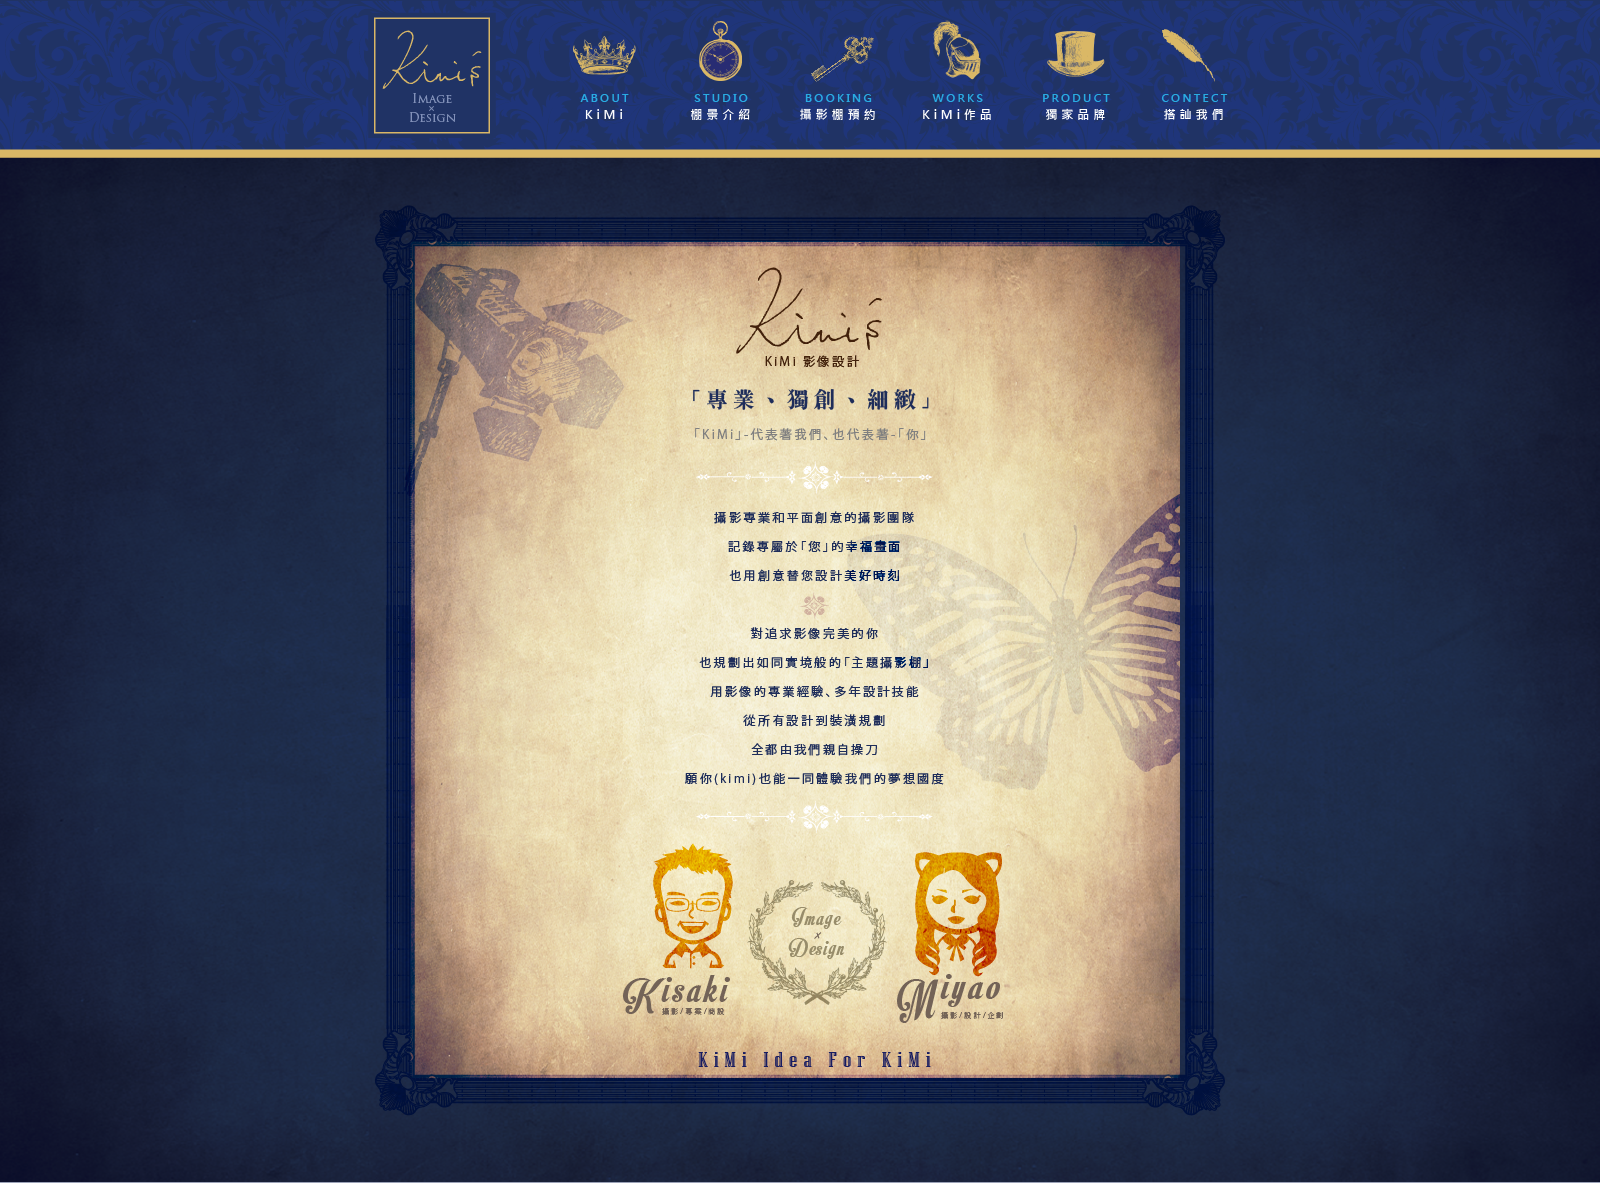 Kimi's
IMAGE
×
DESIGN
ABOUT
KiMi
STUDIO
棚景介紹
BOOKING
攝影棚預約
WORKS
KiMi作品
PRODUCT
獨家品牌
CONTECT
搭訕我們
Kimi's
KiMi 影像設計
「專業、獨創、細緻」
「KiMi」-代表著我們、也代表著-「你」
攝影專業和平面創意的攝影團隊
記錄專屬於「您」的幸福畫面
也用創意替您設計美好時刻
對追求影像完美的你
也規劃出如同實境般的「主題攝影棚」
用影像的專業經驗、多年設計技能
從所有設計到裝潢規劃
全都由我們親自操刀
願你(kimi)也能一同體驗我們的夢想國度
Image
x
Design
Kisaki
攝影/專案/商設
Miyao
攝影/設計/企劃
KiMi Idea For KiMi